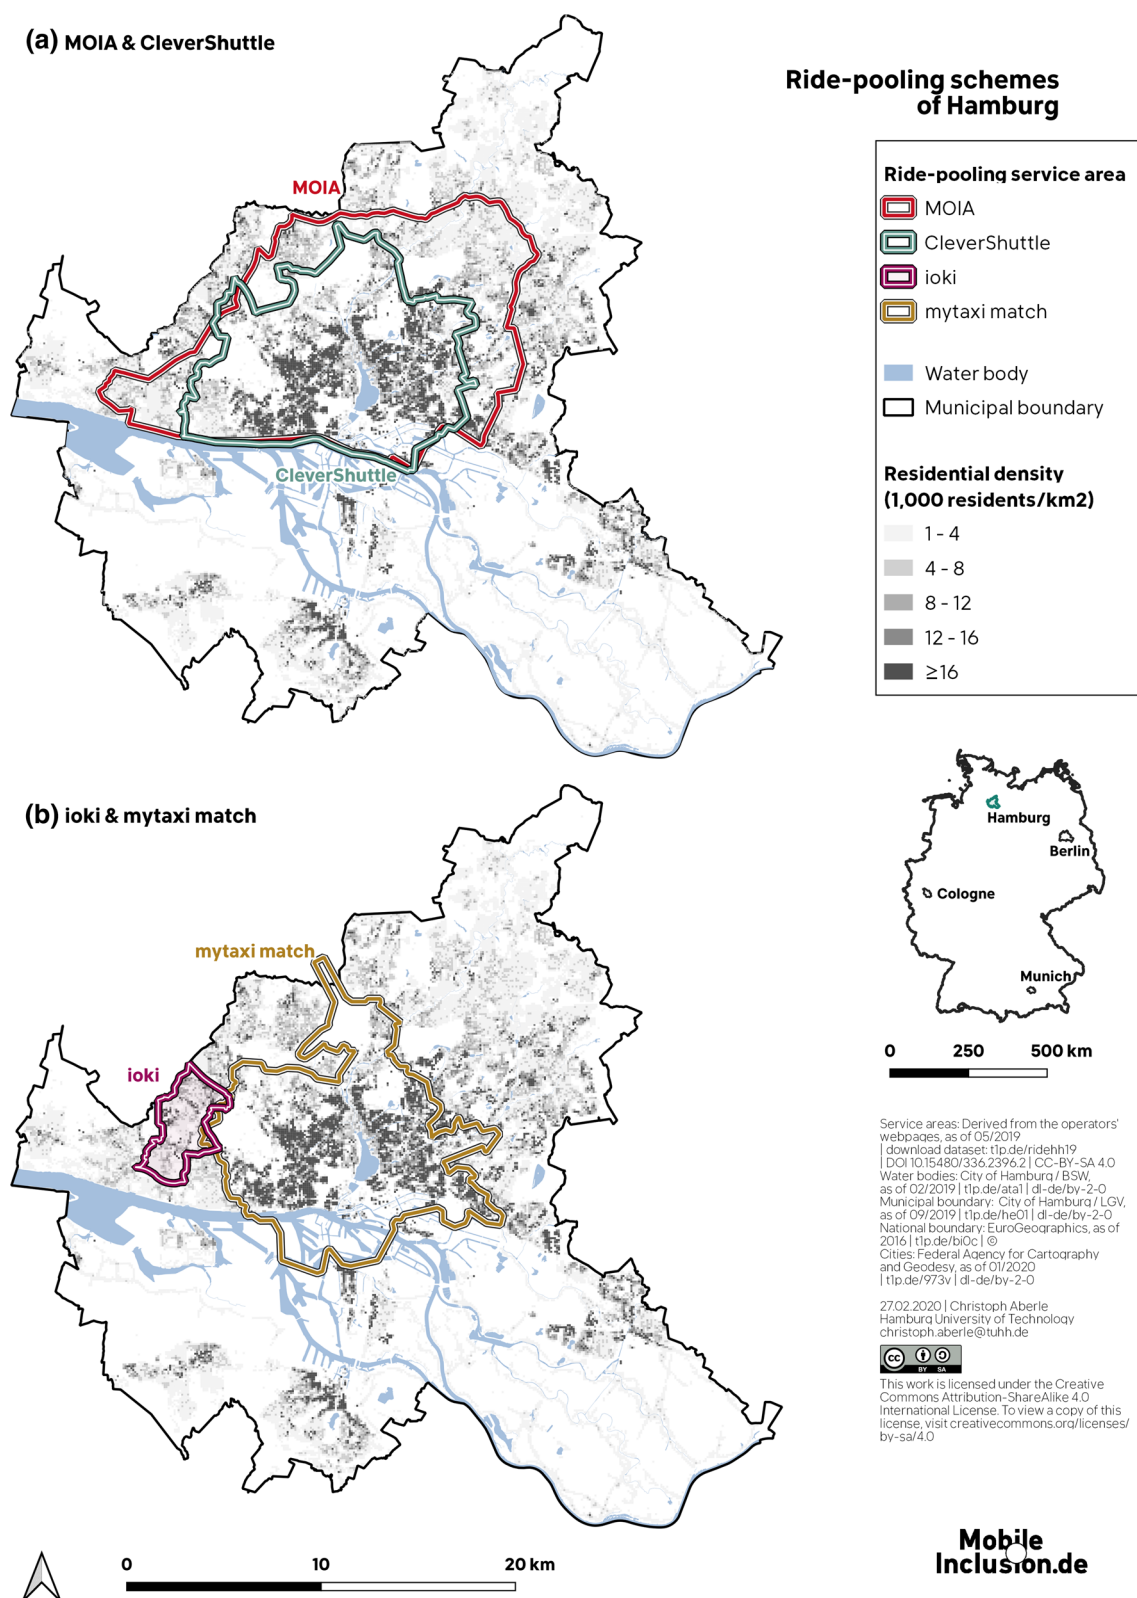 (a) MOIA & CleverShuttle
MOIA
CleverShuttle
Ride-pooling schemes
of Hamburg
Ride-pooling service area
MOIA
CleverShuttle
ioki
mytaxi match
Water body
Municipal boundary
Residential density
(1,000 residents/km2)
1 - 4
4 - 8
8 - 12
12 - 16
≥16
Hamburg
Berlin
Cologne
Munich
0 250 500 km
(b) ioki & mytaxi match
mytaxi match
ioki
0 10 20 km
Service areas: Derived from the operators'
webpages, as of 05/2019
| download dataset: t1p.de/ridehh19
| DOI 10.15480/336.2396.2 | CC-BY-SA 4.0
Water bodies: City of Hamburg / BSW,
as of 02/2019 | t1p.de/ata1 | dl-de/by-2-0
Municipal boundary: City of Hamburg / LGV,
as of 09/2019 | t1p.de/he01 | dl-de/by-2-0
National boundary: EuroGeographics, as of
2016 | t1p.de/bi0c | ©
Cities: Federal Agency for Cartography
and Geodesy, as of 01/2020
| t1p.de/973v | dl-de/by-2-0
27.02.2020 | Christoph Aberle
Hamburg University of Technology
christoph.aberle@tuhh.de
cc BY SA
This work is licensed under the Creative
Commons Attribution-ShareAlike 4.0
International License. To view a copy of this
license, visit creativecommons.org/licenses/
by-sa/4.0
Mobile
Inclusion.de